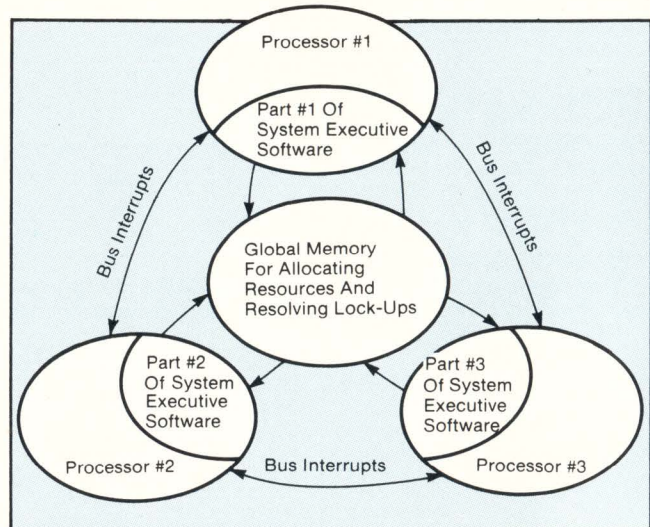 Processor #1
Part #1 Of
System Executive
Software
Bus Interrupts
Bus Interrupts
Global Memory
For Allocating
Resources And
Resolving Lock-Ups
Part #2
Of System
Executive
Software
Processor #2
Part #3
Of System
Executive
Software
Processor #3
Bus Interrupts